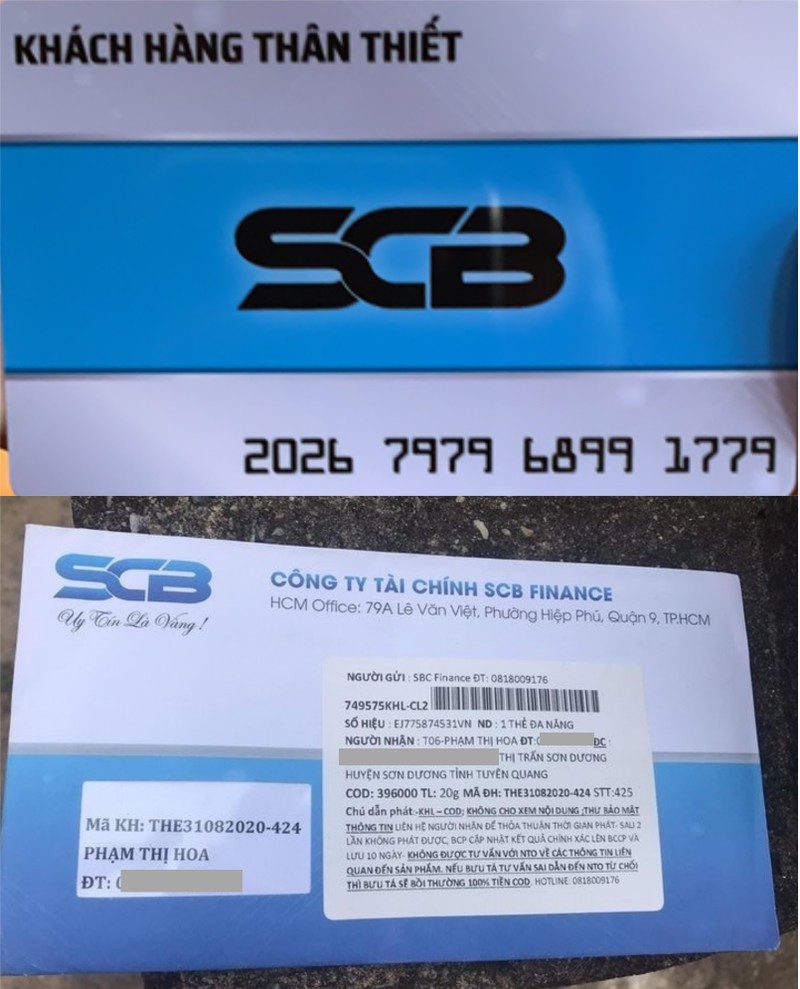 KHÁCH HÀNG THÂN THIẾT
SCB
2026 7979 6899 1779
SCB
Uy Tín Là Vàng!
CÔNG TY TÀI CHÍNH SCB FINANCE
HCM Office: 79A Lê Văn Việt, Phường Hiệp Phú, Quận 9, TP.HCM
NGƯỜI GỬI : SBC Finance ĐT: 0818009176
749575KHL-CL2
SỐ HIỆU : EJ775874531VN ND : 1 THẺ ĐA NĂNG
NGƯỜI NHẬN : T06-PHẠM THỊ HOA ĐT:0 ĐC :
THỊ TRẤN SƠN DƯƠNG
HUYỆN SƠN DƯƠNG TỈNH TUYÊN QUANG
COD: 396000 TL: 20g MÃ ĐH: THE31082020-424 STT:425
Chú dẫn phát:-KHL – COD; KHÔNG CHO XEM NỘI DUNG ;THƯ BẢO MẬT
THÔNG TIN LIÊN HỆ NGƯỜI NHẬN ĐỂ THỎA THUẬN THỜI GIAN PHÁT- SAU 2
LẦN KHÔNG PHÁT ĐƯỢC, BCP CẬP NHẬT KẾT QUẢ CHÍNH XÁC LÊN BCCP VÀ
LƯU 10 NGÀY- KHÔNG ĐƯỢC TƯ VẤN VỚI NTO VỀ CÁC THÔNG TIN LIÊN
QUAN ĐẾN SẢN PHẨM. NẾU BƯU TÁ TƯ VẤN SAI DẪN ĐẾN NTO TỪ CHỐI
THÌ BƯU TÁ SẼ BỒI THƯỜNG 100% TIỀN COD. HOTLINE: 0818009176
Mã KH: THE31082020-424
PHẠM THỊ HOA
ĐT: 0